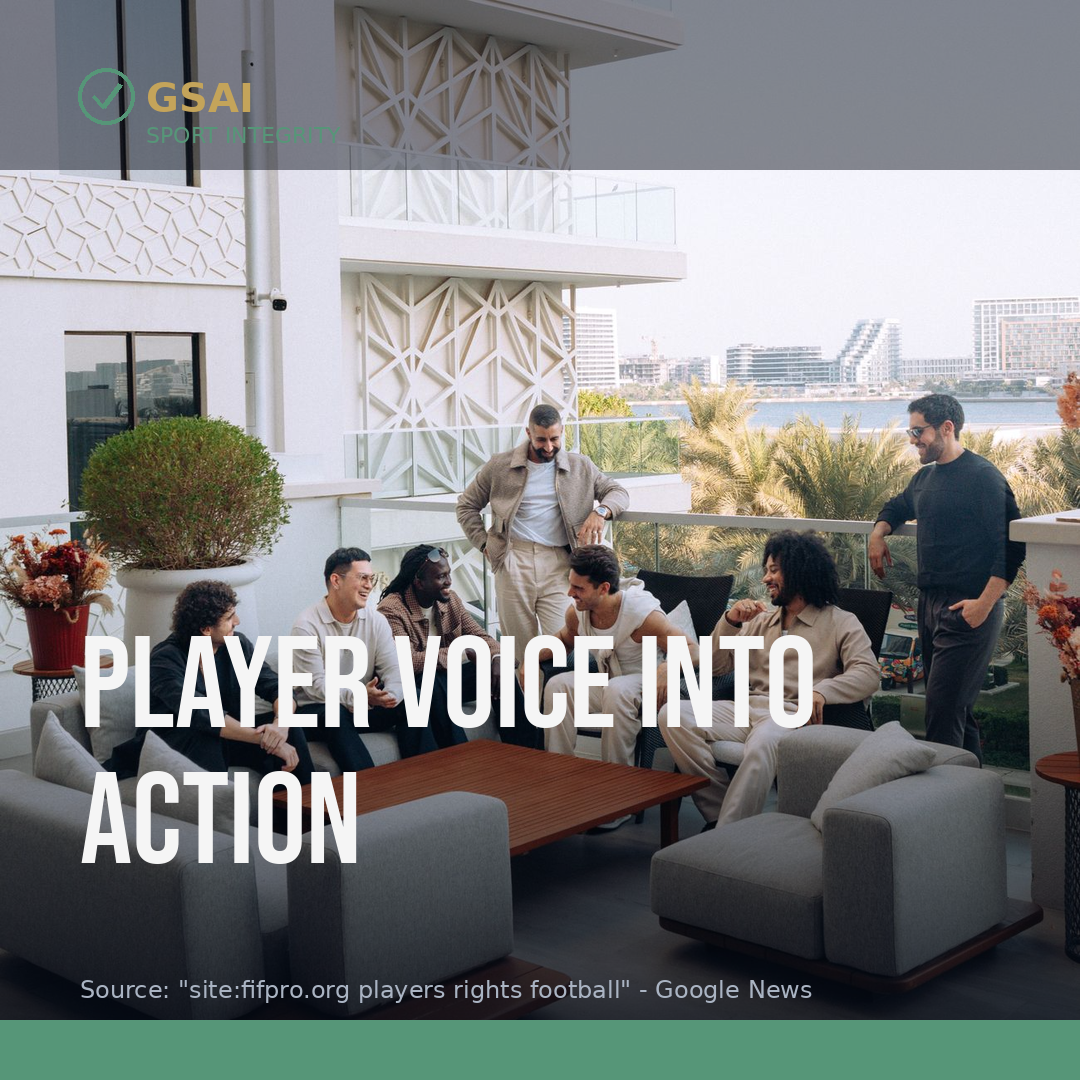 GSAI
SPORT INTEGRITY
PLAYER VOICE INTO
ACTION
Source: "site:fifpro.org players rights football" - Google News